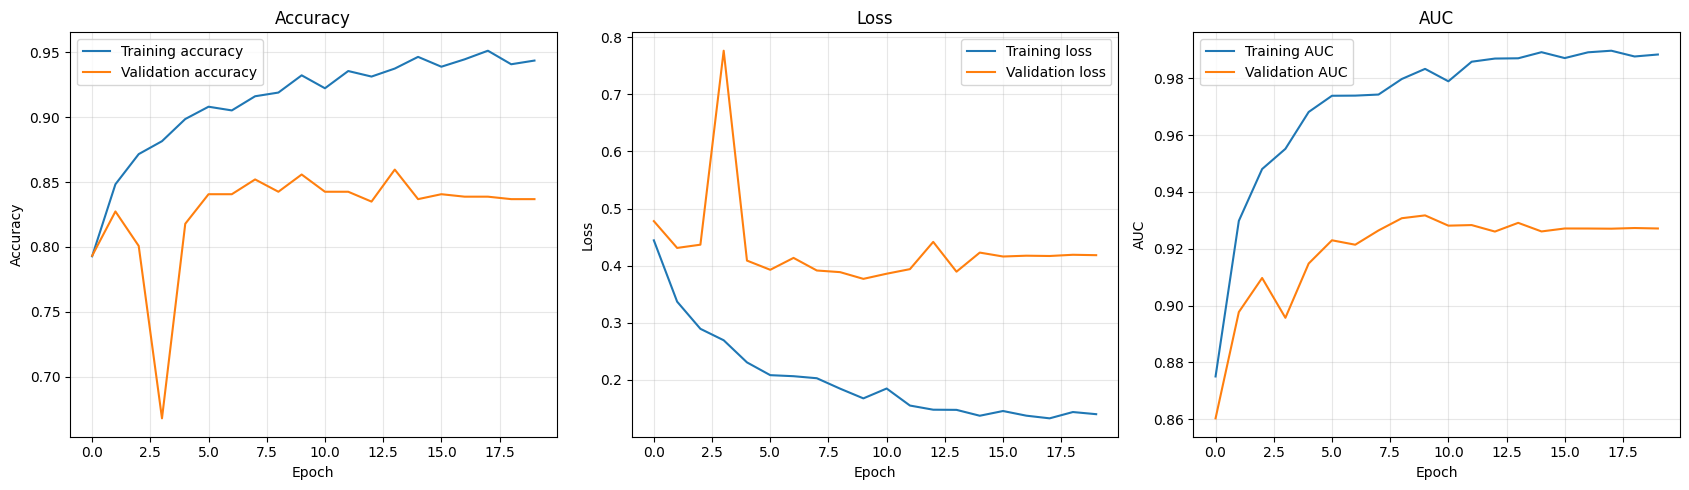 Accuracy
Training accuracy
Validation accuracy
0.95
0.90
0.85
0.80
0.75
0.70
Accuracy
0.0 2.5 5.0 7.5 10.0 12.5 15.0 17.5
Epoch
Loss
Training loss
Validation loss
0.8
0.7
0.6
0.5
0.4
0.3
0.2
Loss
0.0 2.5 5.0 7.5 10.0 12.5 15.0 17.5
Epoch
AUC
Training AUC
Validation AUC
0.98
0.96
0.94
0.92
0.90
0.88
0.86
AUC
0.0 2.5 5.0 7.5 10.0 12.5 15.0 17.5
Epoch